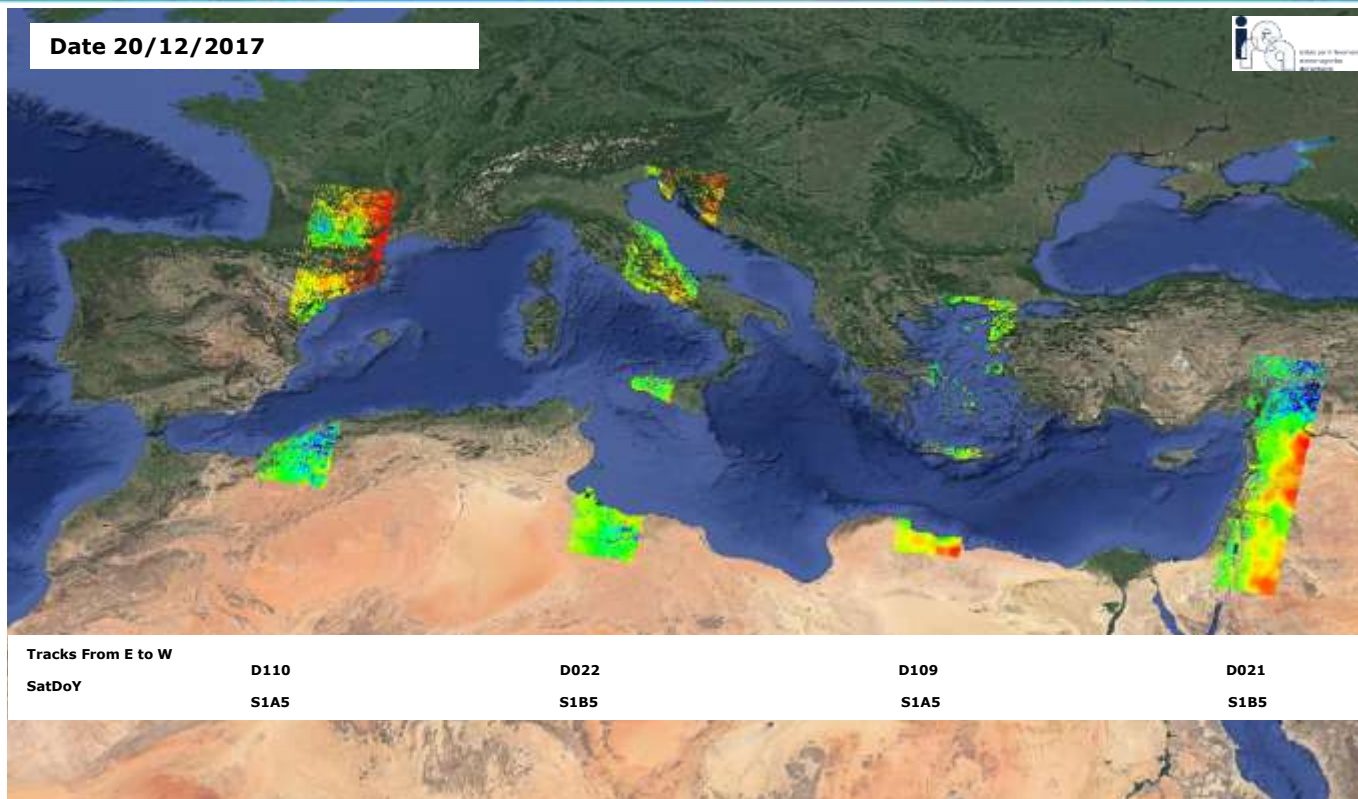 Date 20/12/2017
Tracks From E to W
D110 D022 D109 D021
SatDoY
S1A5 S1B5 S1A5 S1B5